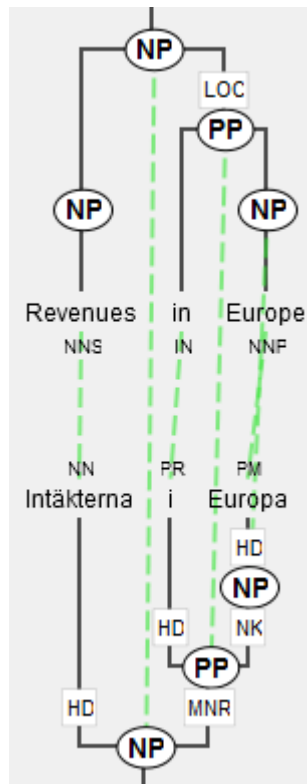 NP
LOC
PP
NP NP
Revenues in Europe
NNS IN NNP
NN PR PM
Intäkterna i Europa
HD
NP
HD NK
PP
HD MNR
NP